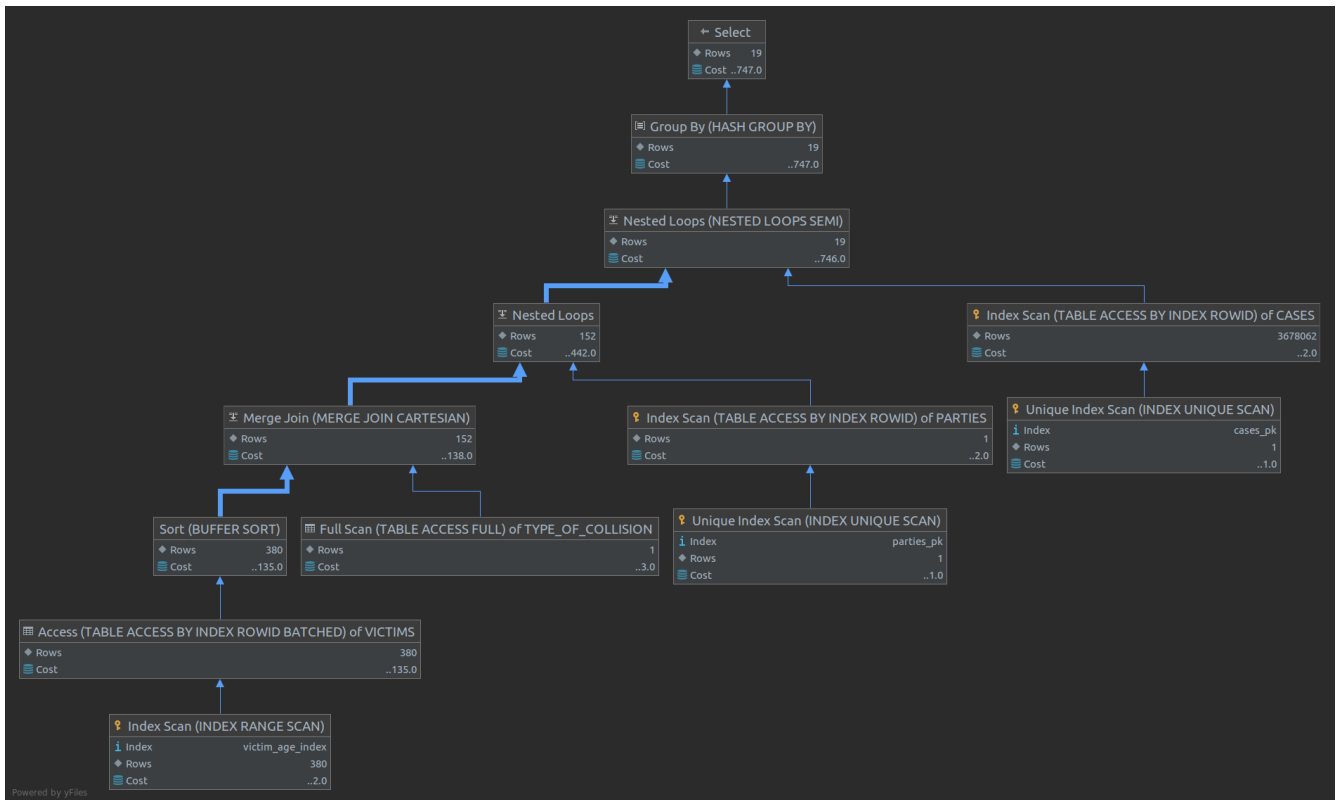 Select
Rows 19
Cost ..747.0
Group By (HASH GROUP BY)
Rows 19
Cost ..747.0
Nested Loops (NESTED LOOPS SEMI)
Rows 19
Cost ..746.0
Nested Loops
Rows 152
Cost ..442.0
Index Scan (TABLE ACCESS BY INDEX ROWID) of CASES
Rows 3678062
Cost ..2.0
Merge Join (MERGE JOIN CARTESIAN)
Rows 152
Cost ..138.0
Index Scan (TABLE ACCESS BY INDEX ROWID) of PARTIES
Rows 1
Cost ..2.0
Unique Index Scan (INDEX UNIQUE SCAN)
i Index cases_pk
Rows 1
Cost ..1.0
Sort (BUFFER SORT)
Rows 380
Cost ..135.0
Full Scan (TABLE ACCESS FULL) of TYPE_OF_COLLISION
Rows 1
Cost ..3.0
Unique Index Scan (INDEX UNIQUE SCAN)
i Index parties_pk
Rows 1
Cost ..1.0
Access (TABLE ACCESS BY INDEX ROWID BATCHED) of VICTIMS
Rows 380
Cost ..135.0
Index Scan (INDEX RANGE SCAN)
i Index victim_age_index
Rows 380
Cost ..2.0
Powered by yFiles